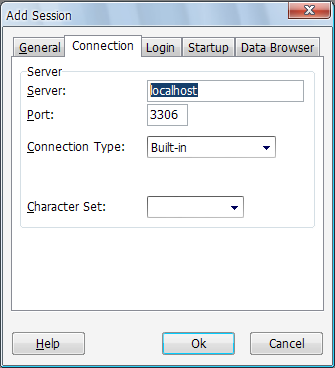 Add Session
General Connection Login Startup Data Browser
Server
Server: localhost
Port: 3306
Connection Type: Built-in
Character Set:
Help Ok Cancel